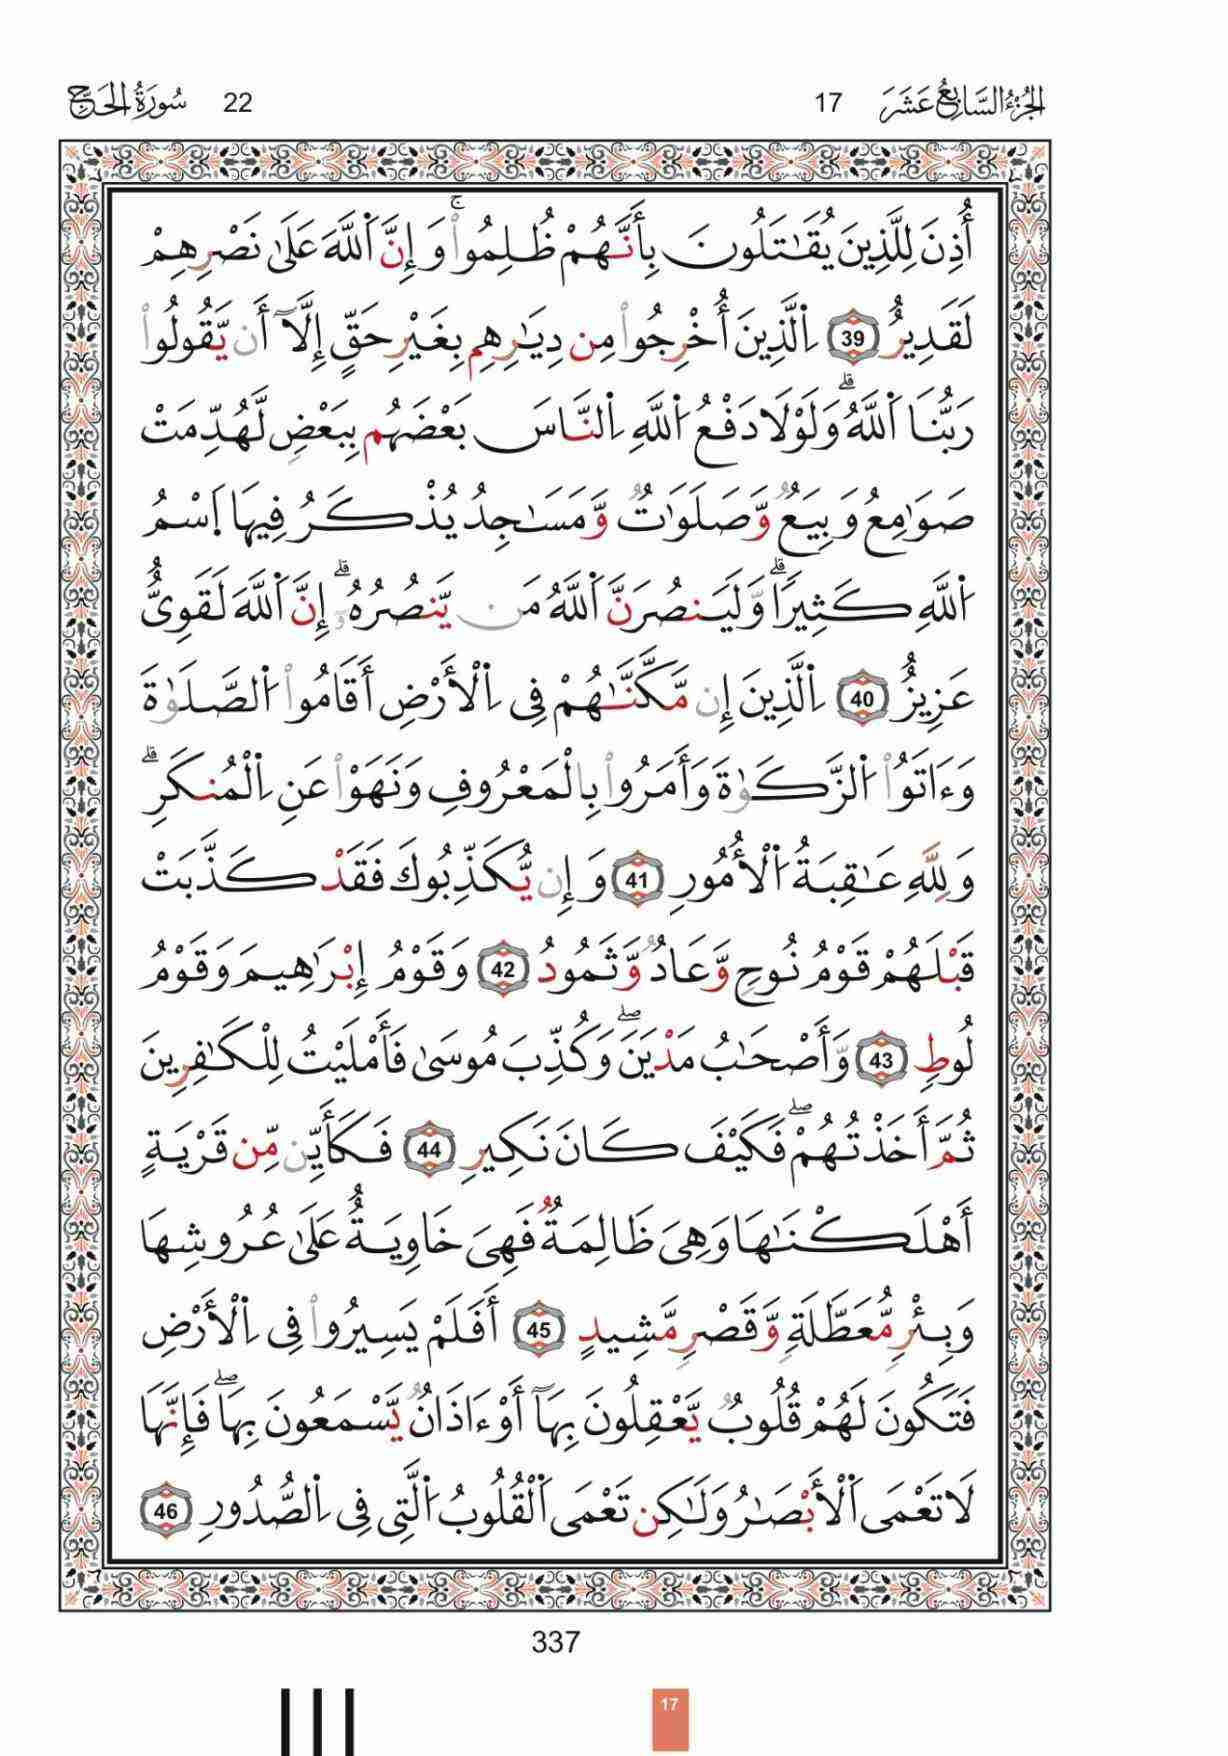 الجُزْءُ السَّابِعُ عَشَرَ 17 22 سُورَةُ الحَجّ
أُذِنَ لِلَّذِينَ يُقَٰتَلُونَ بِأَنَّهُمْ ظُلِمُوا۟ ۚ وَإِنَّ ٱللَّهَ عَلَىٰ نَصْرِهِمْ
لَقَدِيرٌ 39 ٱلَّذِينَ أُخْرِجُوا۟ مِن دِيَٰرِهِم بِغَيْرِ حَقٍّ إِلَّآ أَن يَّقُولُوا۟
رَبُّنَا ٱللَّهُ ۗ وَلَوْلَا دَفْعُ ٱللَّهِ ٱلنَّاسَ بَعْضَهُم بِبَعْضٍ لَّهُدِّمَتْ
صَوَٰمِعُ وَبِيَعٌ وَّصَلَوَٰتٌ وَّمَسَٰجِدُ يُذْكَرُ فِيهَا ٱسْمُ
ٱللَّهِ كَثِيرًا ۗ وَّلَيَنصُرَنَّ ٱللَّهُ مَن يَّنصُرُهُۥٓ ۗ إِنَّ ٱللَّهَ لَقَوِىٌّ
عَزِيزٌ 40 ٱلَّذِينَ إِن مَّكَّنَّٰهُمْ فِى ٱلْأَرْضِ أَقَامُوا۟ ٱلصَّلَوٰةَ
وَءَاتَوُا۟ ٱلزَّكَوٰةَ وَأَمَرُوا۟ بِالْمَعْرُوفِ وَنَهَوْا۟ عَنِ ٱلْمُنكَرِ ۗ
وَلِلَّهِ عَٰقِبَةُ ٱلْأُمُورِ 41 وَإِن يُّكَذِّبُوكَ فَقَدْ كَذَّبَتْ
قَبْلَهُمْ قَوْمُ نُوحٍ وَّعَادٌ وَّثَمُودُ 42 وَقَوْمُ إِبْرَٰهِيمَ وَقَوْمُ
لُوطٍ 43 وَّأَصْحَٰبُ مَدْيَنَ ۖ وَكُذِّبَ مُوسَىٰ فَأَمْلَيْتُ لِلْكَٰفِرِينَ
ثُمَّ أَخَذْتُهُمْ ۖ فَكَيْفَ كَانَ نَكِيرِ 44 فَكَأَيِّن مِّن قَرْيَةٍ
أَهْلَكْنَٰهَا وَهِىَ ظَالِمَةٌ فَهِىَ خَاوِيَةٌ عَلَىٰ عُرُوشِهَا
وَبِئْرٍ مُّعَطَّلَةٍ وَّقَصْرٍ مَّشِيدٍ 45 أَفَلَمْ يَسِيرُوا۟ فِى ٱلْأَرْضِ
فَتَكُونَ لَهُمْ قُلُوبٌ يَّعْقِلُونَ بِهَآ أَوْ ءَاذَانٌ يَّسْمَعُونَ بِهَا ۖ فَإِنَّهَا
لَا تَعْمَى ٱلْأَبْصَٰرُ وَلَٰكِن تَعْمَى ٱلْقُلُوبُ ٱلَّتِى فِى ٱلصُّدُورِ 46
337
17